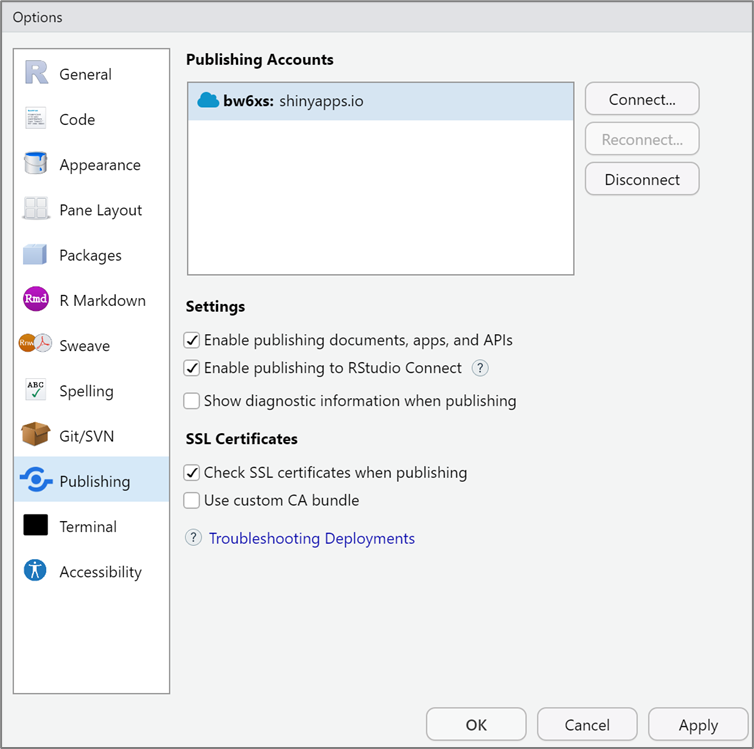 Options
R
General
Code
Appearance
Pane Layout
Packages
Rmd
R Markdown
Rnw
Sweave
ABC
Spelling
Git/SVN
Publishing
Terminal
Accessibility
Publishing Accounts
bw6xs: shinyapps.io
Connect...
Reconnect...
Disconnect
Settings
Enable publishing documents, apps, and APIs
Enable publishing to RStudio Connect ?
Show diagnostic information when publishing
SSL Certificates
Check SSL certificates when publishing
Use custom CA bundle
? Troubleshooting Deployments
OK
Cancel
Apply